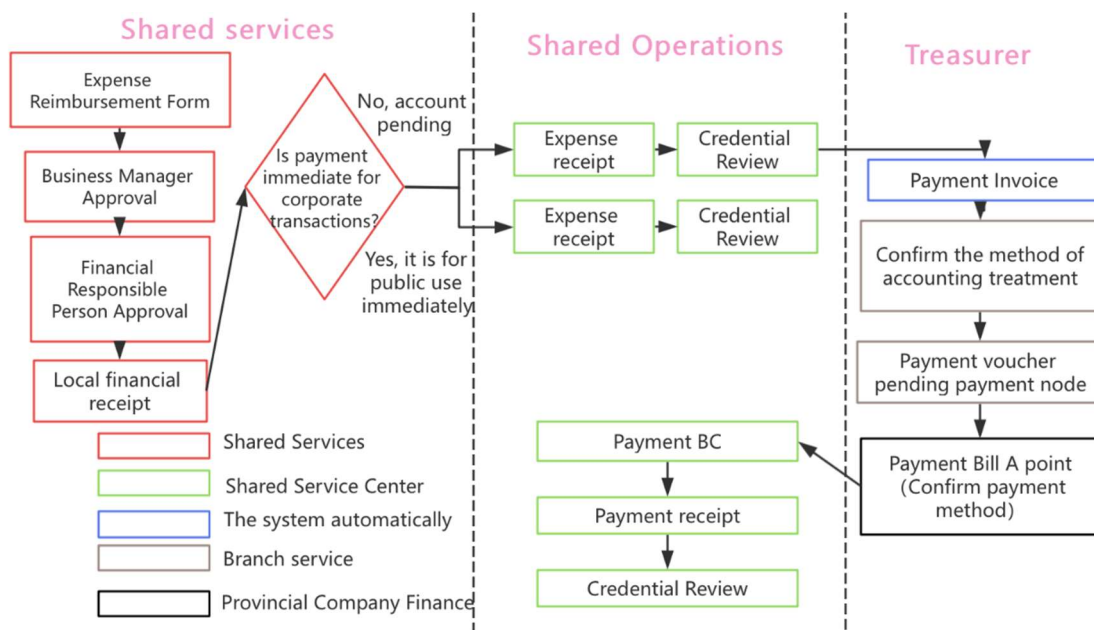 Shared services
Shared Operations
Treasurer
Expense
Reimbursement Form
Business Manager
Approval
Financial
Responsible
Person Approval
Local financial
receipt
Is payment
immediate for
corporate
transactions?
No, account
pending
Yes, it is for
public use
immediately
Expense
receipt
Credential
Review
Expense
receipt
Credential
Review
Payment Invoice
Confirm the method of
accounting treatment
Payment voucher
pending payment node
Payment Bill A point
(Confirm payment
method)
Payment BC
Payment receipt
Credential Review
Shared Services
Shared Service Center
The system automatically
Branch service
Provincial Company Finance